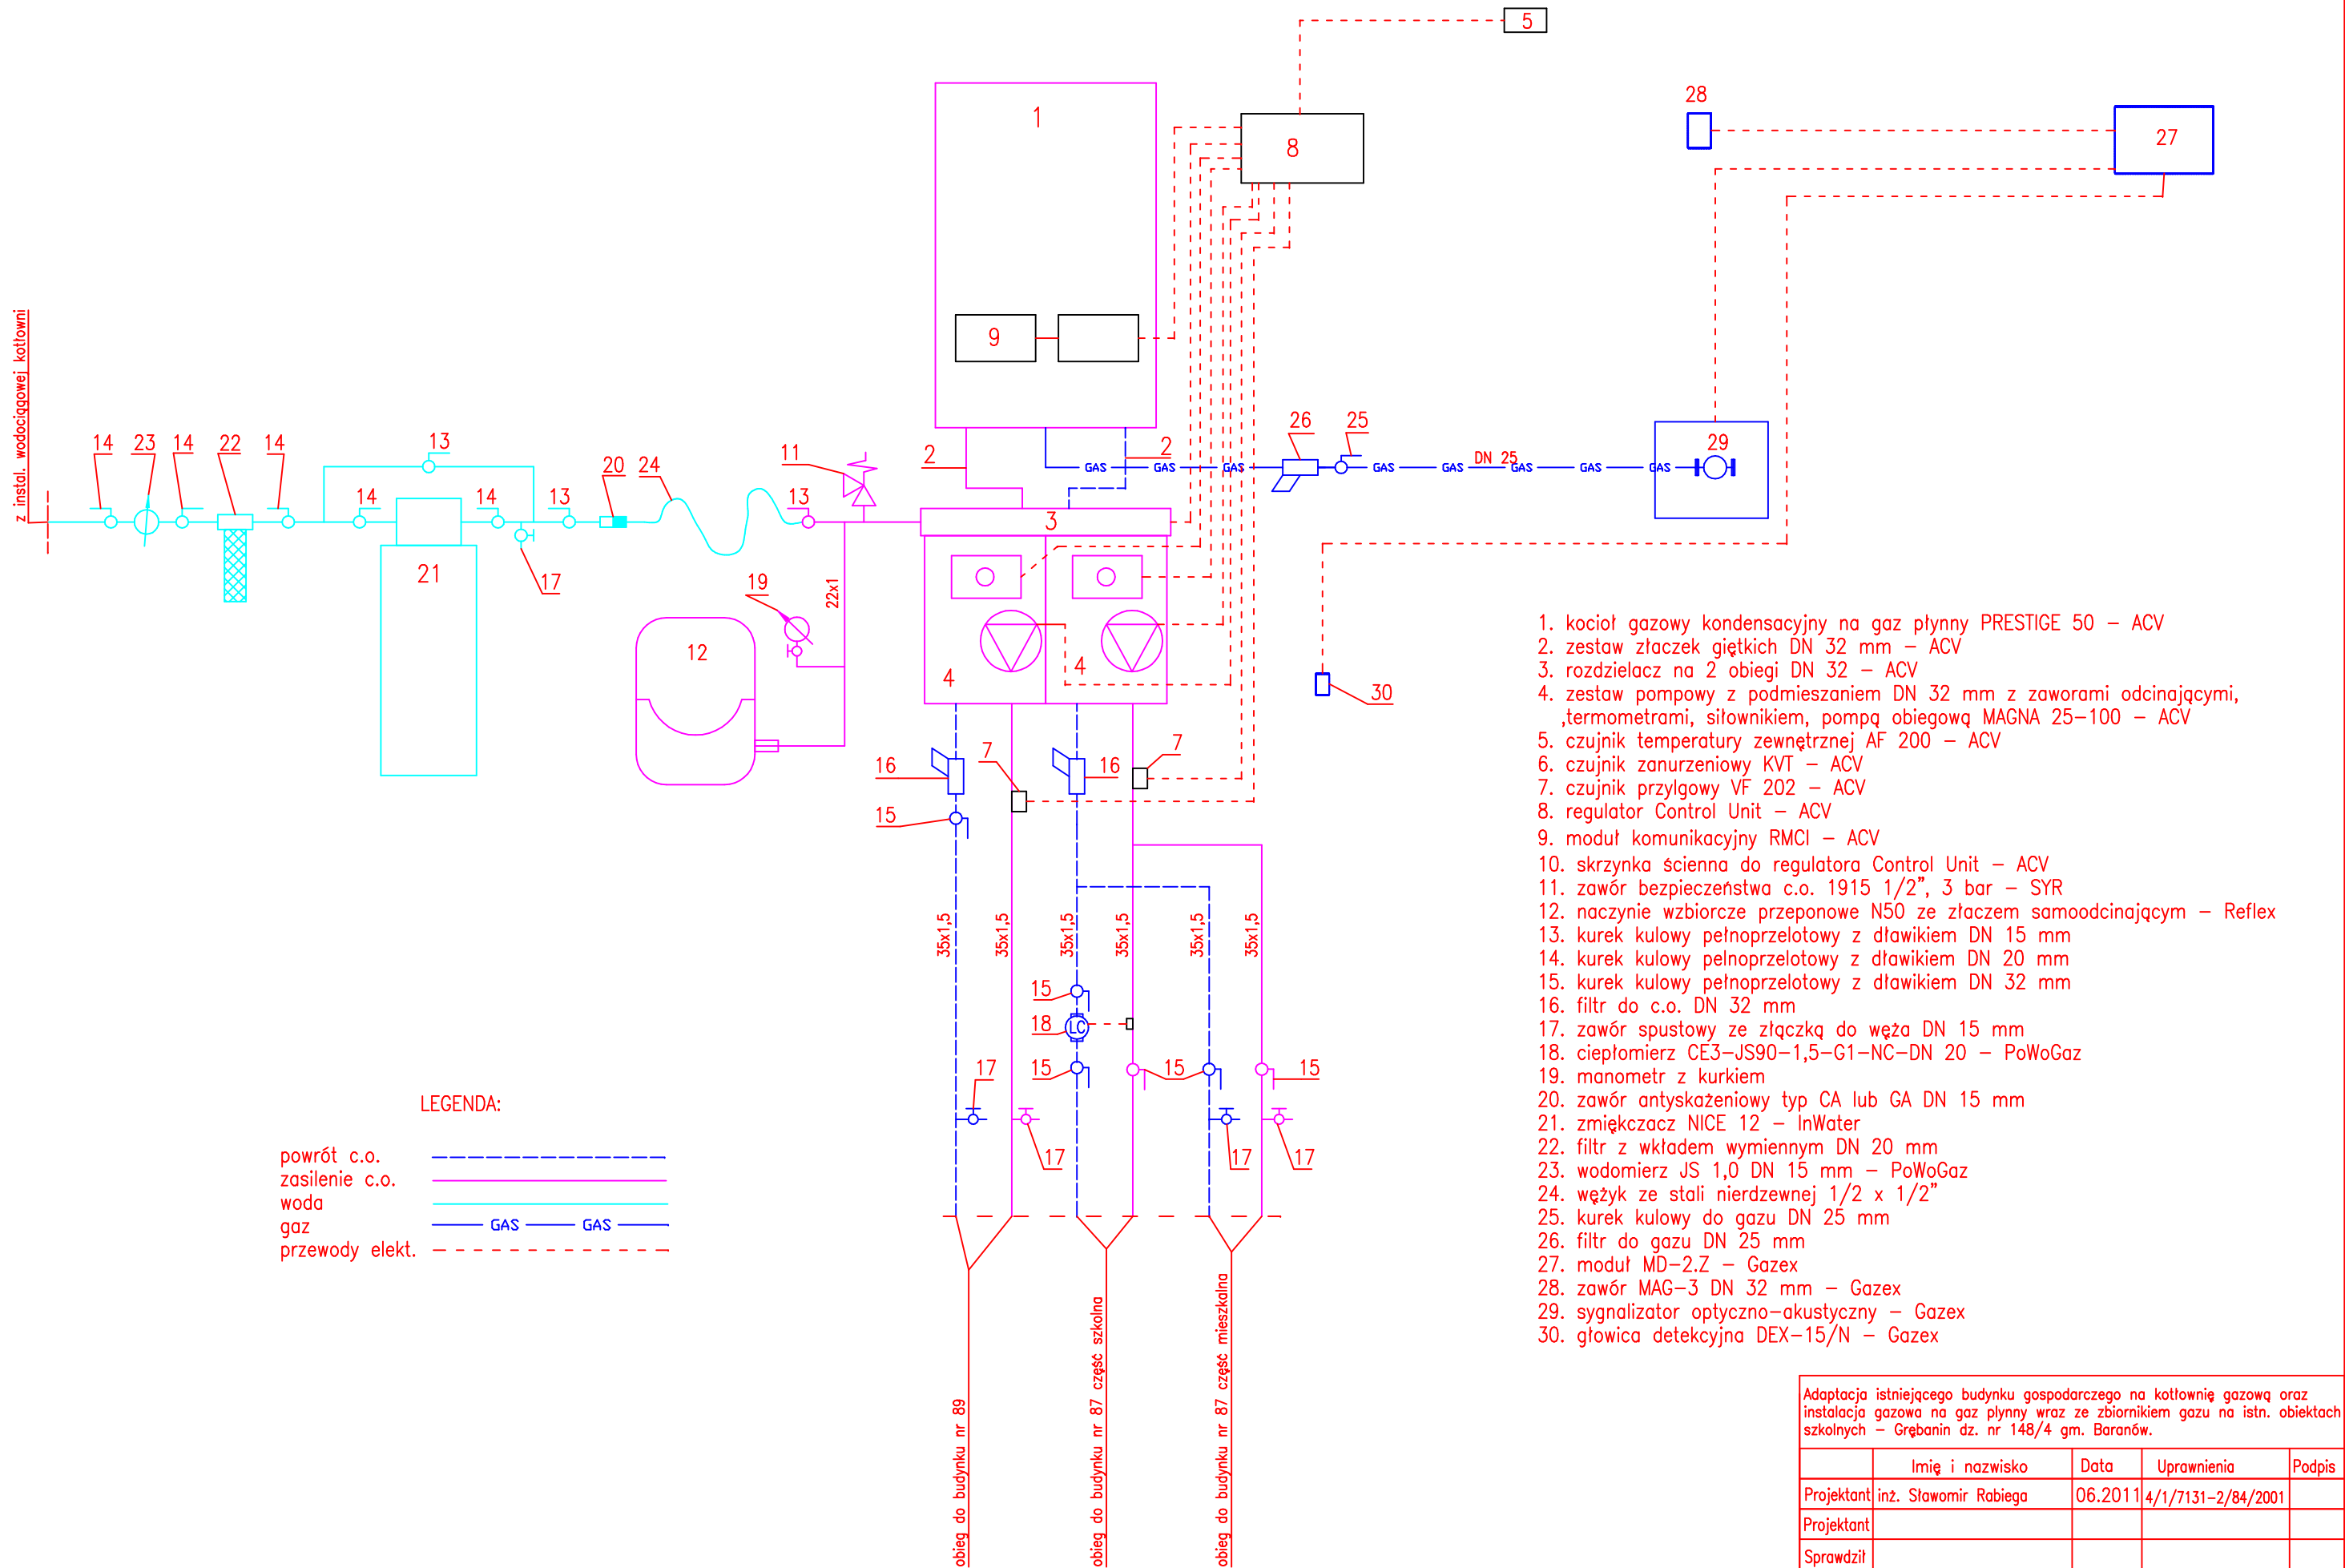 5
1
28
8
27
z instal. wodociągowej kotłowni
9
14
23
14
22
14
13
20
24
11
2
2
26
25
29
GAS GAS GAS GAS GAS DN 25 GAS GAS GAS
14
14
13
13
3
21
17
19
22x1
12
4
4
30
16
7
16
7
15
35x1,5
35x1,5
35x1,5
35x1,5
35x1,5
35x1,5
15
18
LC
17
15
15
15
17
17
17
obieg do budynku nr 89
obieg do budynku nr 87 część szkolna
obieg do budynku nr 87 część mieszkalna
LEGENDA:
powrót c.o.
zasilenie c.o.
woda
gaz GAS GAS
przewody elekt.
1. kocioł gazowy kondensacyjny na gaz płynny PRESTIGE 50 – ACV
2. zestaw złaczek giętkich DN 32 mm – ACV
3. rozdzielacz na 2 obiegi DN 32 – ACV
4. zestaw pompowy z podmieszaniem DN 32 mm z zaworami odcinającymi,
,termometrami, siłownikiem, pompą obiegową MAGNA 25–100 – ACV
5. czujnik temperatury zewnętrznej AF 200 – ACV
6. czujnik zanurzeniowy KVT – ACV
7. czujnik przylgowy VF 202 – ACV
8. regulator Control Unit – ACV
9. moduł komunikacyjny RMCI – ACV
10. skrzynka ścienna do regulatora Control Unit – ACV
11. zawór bezpieczeństwa c.o. 1915 1/2”, 3 bar – SYR
12. naczynie wzbiorcze przeponowe N50 ze złaczem samoodcinającym – Reflex
13. kurek kulowy pełnoprzelotowy z dławikiem DN 15 mm
14. kurek kulowy pelnoprzelotowy z dławikiem DN 20 mm
15. kurek kulowy pełnoprzelotowy z dławikiem DN 32 mm
16. filtr do c.o. DN 32 mm
17. zawór spustowy ze złączką do węża DN 15 mm
18. ciepłomierz CE3–JS90–1,5–G1–NC–DN 20 – PoWoGaz
19. manometr z kurkiem
20. zawór antyskażeniowy typ CA lub GA DN 15 mm
21. zmiękczacz NICE 12 – InWater
22. filtr z wkładem wymiennym DN 20 mm
23. wodomierz JS 1,0 DN 15 mm – PoWoGaz
24. wężyk ze stali nierdzewnej 1/2 x 1/2”
25. kurek kulowy do gazu DN 25 mm
26. filtr do gazu DN 25 mm
27. moduł MD–2.Z – Gazex
28. zawór MAG–3 DN 32 mm – Gazex
29. sygnalizator optyczno–akustyczny – Gazex
30. głowica detekcyjna DEX–15/N – Gazex
Adaptacja istniejącego budynku gospodarczego na kotłownię gazową oraz
instalacja gazowa na gaz płynny wraz ze zbiornikiem gazu na istn. obiektach
szkolnych – Grębanin dz. nr 148/4 gm. Baranów.
Imię i nazwisko Data Uprawnienia Podpis
Projektant inż. Sławomir Rabiega 06.2011 4/1/7131–2/84/2001
Projektant
Sprawdził